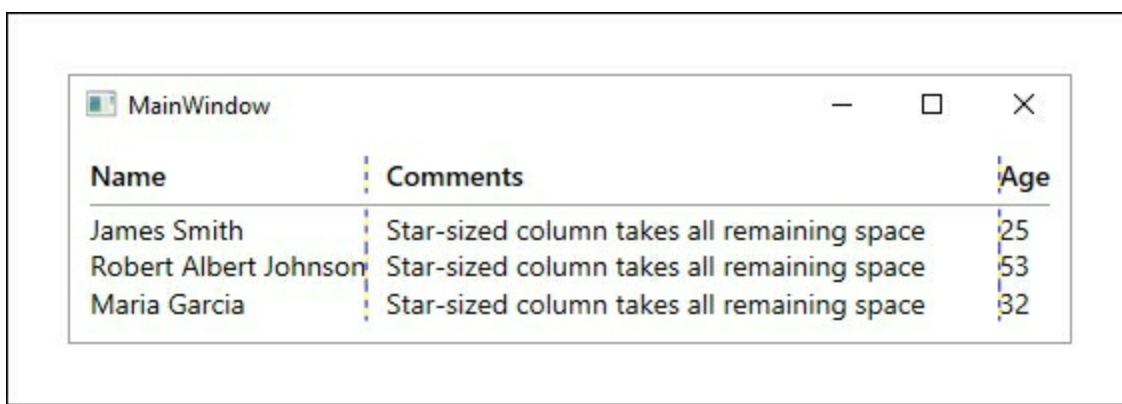 MainWindow
Name Comments Age
James Smith Star-sized column takes all remaining space 25
Robert Albert Johnson Star-sized column takes all remaining space 53
Maria Garcia Star-sized column takes all remaining space 32